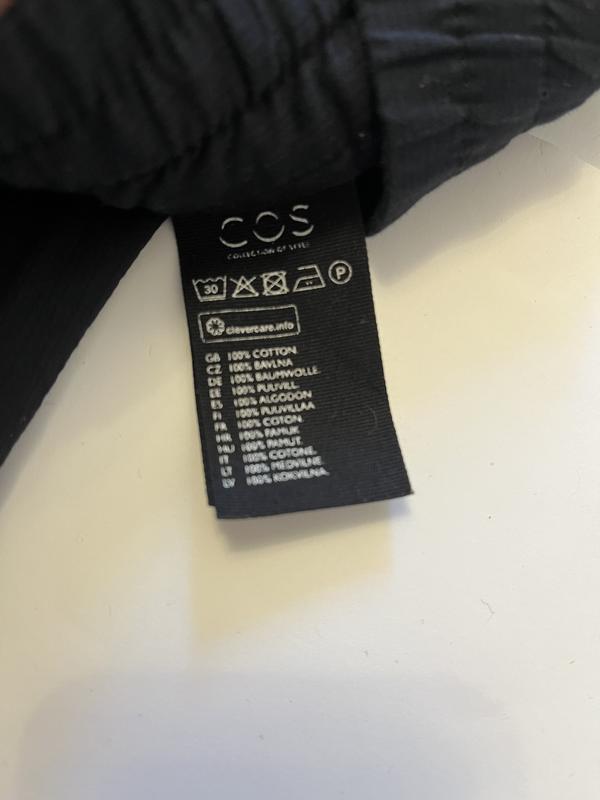 COS
COLLECTION OF STYLE
30 P
clevercare.info
GB 100% COTTON.
CZ 100% BAVLNA
DE 100% BAUMWOLLE.
EE 100% PUUVILL.
ES 100% ALGODON
FI 100% PUUVILLAA
FR 100% COTON.
HR 100% PAMUK
HU 100% PAMUT.
IT 100% COTONE.
LT 100% MEDVILNE.
LV 100% KOKVILNA.